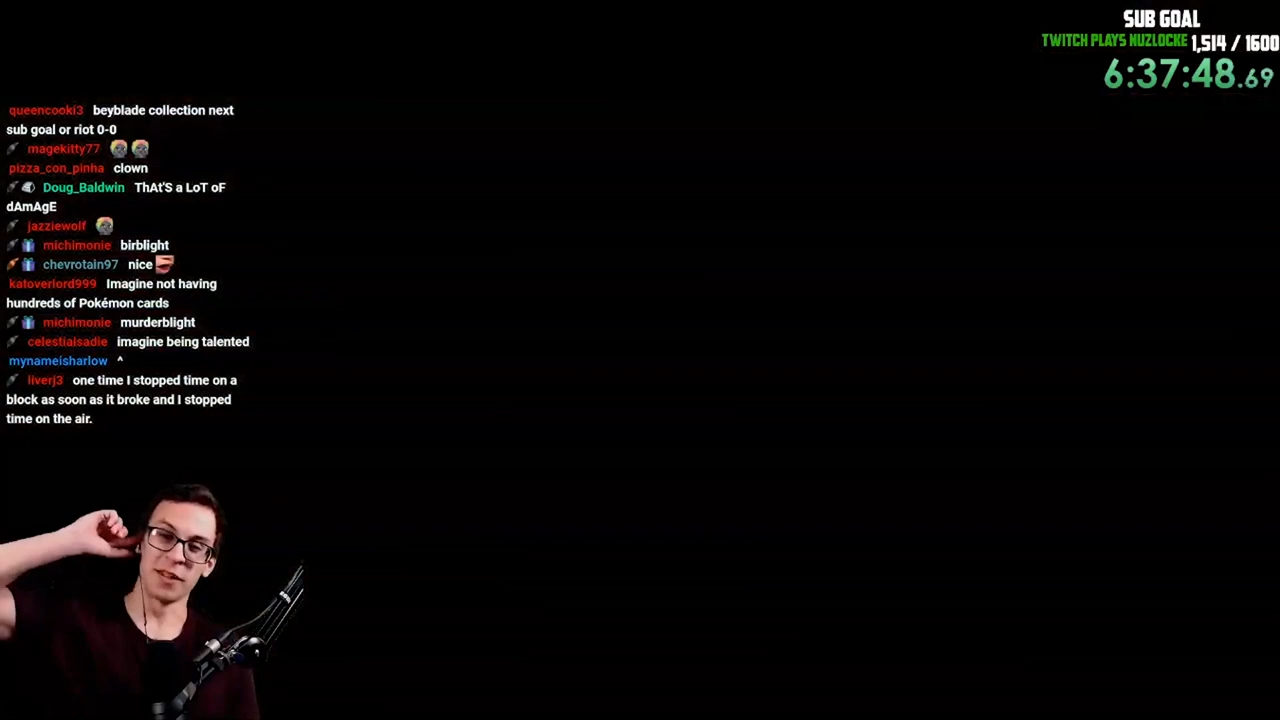 SUB GOAL
TWITCH PLAYS NUZLOCKE 1,514 / 1600
6:37:48.69
queencooki3 beyblade collection next
sub goal or riot 0-0
magekitty77
pizza_con_pinha clown
Doug_Baldwin ThAt'S a LoT oF
dAmAgE
jazziewolf
michimonie birblight
chevrotain97 nice
katoverlord999 Imagine not having
hundreds of Pokémon cards
michimonie murderblight
celestialsadie imagine being talented
mynameisharlow ^
liverj3 one time I stopped time on a
block as soon as it broke and I stopped
time on the air.